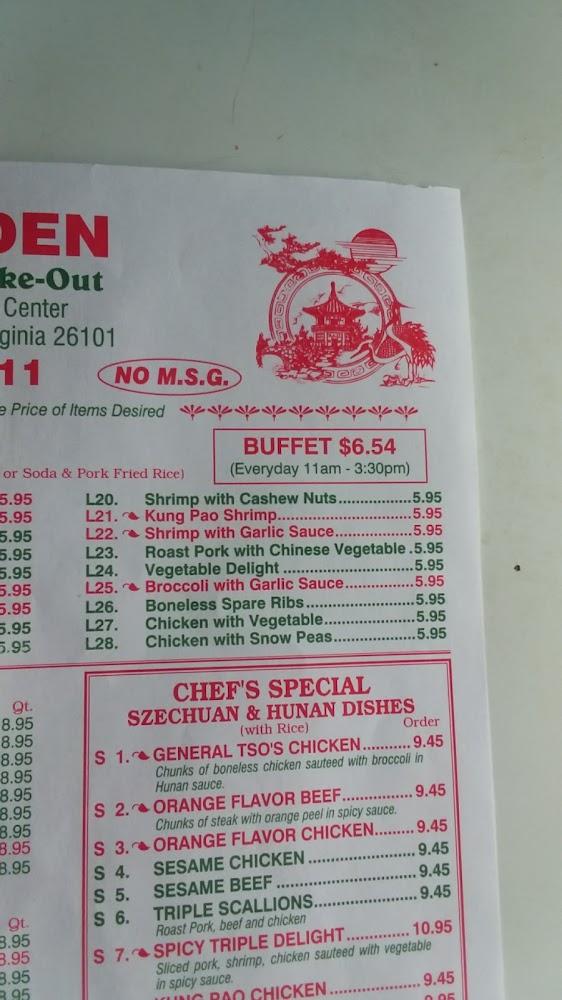 DEN
ke-Out
Center
ginia 26101
11
NO M.S.G.
e Price of Items Desired
BUFFET $6.54
(Everyday 11am - 3:30pm)
or Soda & Pork Fried Rice)
5.95 L20. Shrimp with Cashew Nuts.................5.95
5.95 L21. Kung Pao Shrimp..............................5.95
5.95 L22. Shrimp with Garlic Sauce.................5.95
5.95 L23. Roast Pork with Chinese Vegetable .5.95
5.95 L24. Vegetable Delight .............................5.95
5.95 L25. Broccoli with Garlic Sauce...............5.95
5.95 L26. Boneless Spare Ribs........................5.95
5.95 L27. Chicken with Vegetable...................5.95
5.95 L28. Chicken with Snow Peas.................5.95
Qt.
8.95
8.95
8.95
8.95
8.95
8.95
8.95
8.95
8.95
Qt.
8.95
8.95
8.95
8.95
CHEF'S SPECIAL
SZECHUAN & HUNAN DISHES
(with Rice) Order
S 1. GENERAL TSO'S CHICKEN..........9.45
Chunks of boneless chicken sauteed with broccoli in
Hunan sauce.
S 2. ORANGE FLAVOR BEEF..............9.45
Chunks of steak with orange peel in spicy sauce.
S 3. ORANGE FLAVOR CHICKEN.......9.45
S 4. SESAME CHICKEN ......................9.45
S 5. SESAME BEEF ............................9.45
S 6. TRIPLE SCALLIONS.....................9.45
Roast Pork, beef and chicken
S 7. SPICY TRIPLE DELIGHT.............10.95
Sliced pork, shrimp, chicken sauteed with vegetable
in spicy sauce.
KUNG PAO CHICKEN...................9.45
9.95